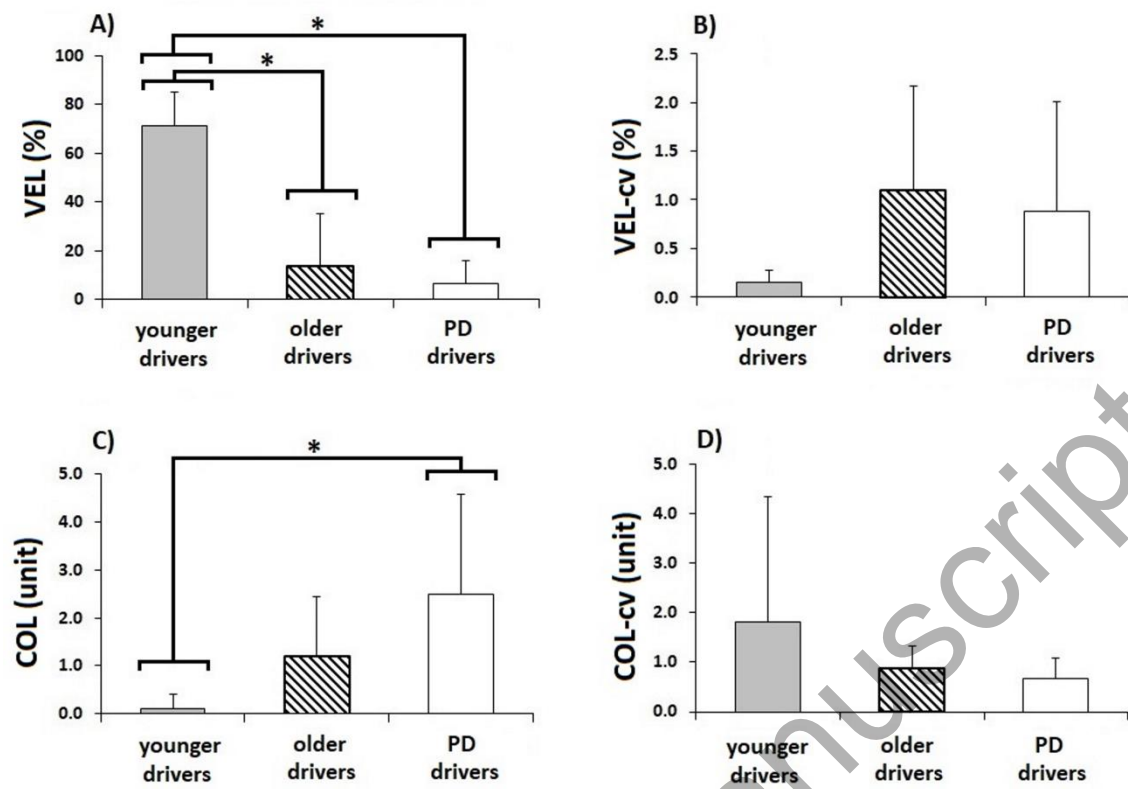 A)
*
*
VEL (%)
100
80
60
40
20
0
younger drivers
older drivers
PD drivers
B)
VEL-cv (%)
2.5
2.0
1.5
1.0
0.5
0.0
younger drivers
older drivers
PD drivers
C)
*
COL (unit)
5.0
4.0
3.0
2.0
1.0
0.0
younger drivers
older drivers
PD drivers
D)
COL-cv (unit)
5.0
4.0
3.0
2.0
1.0
0.0
younger drivers
older drivers
PD drivers
nuscript